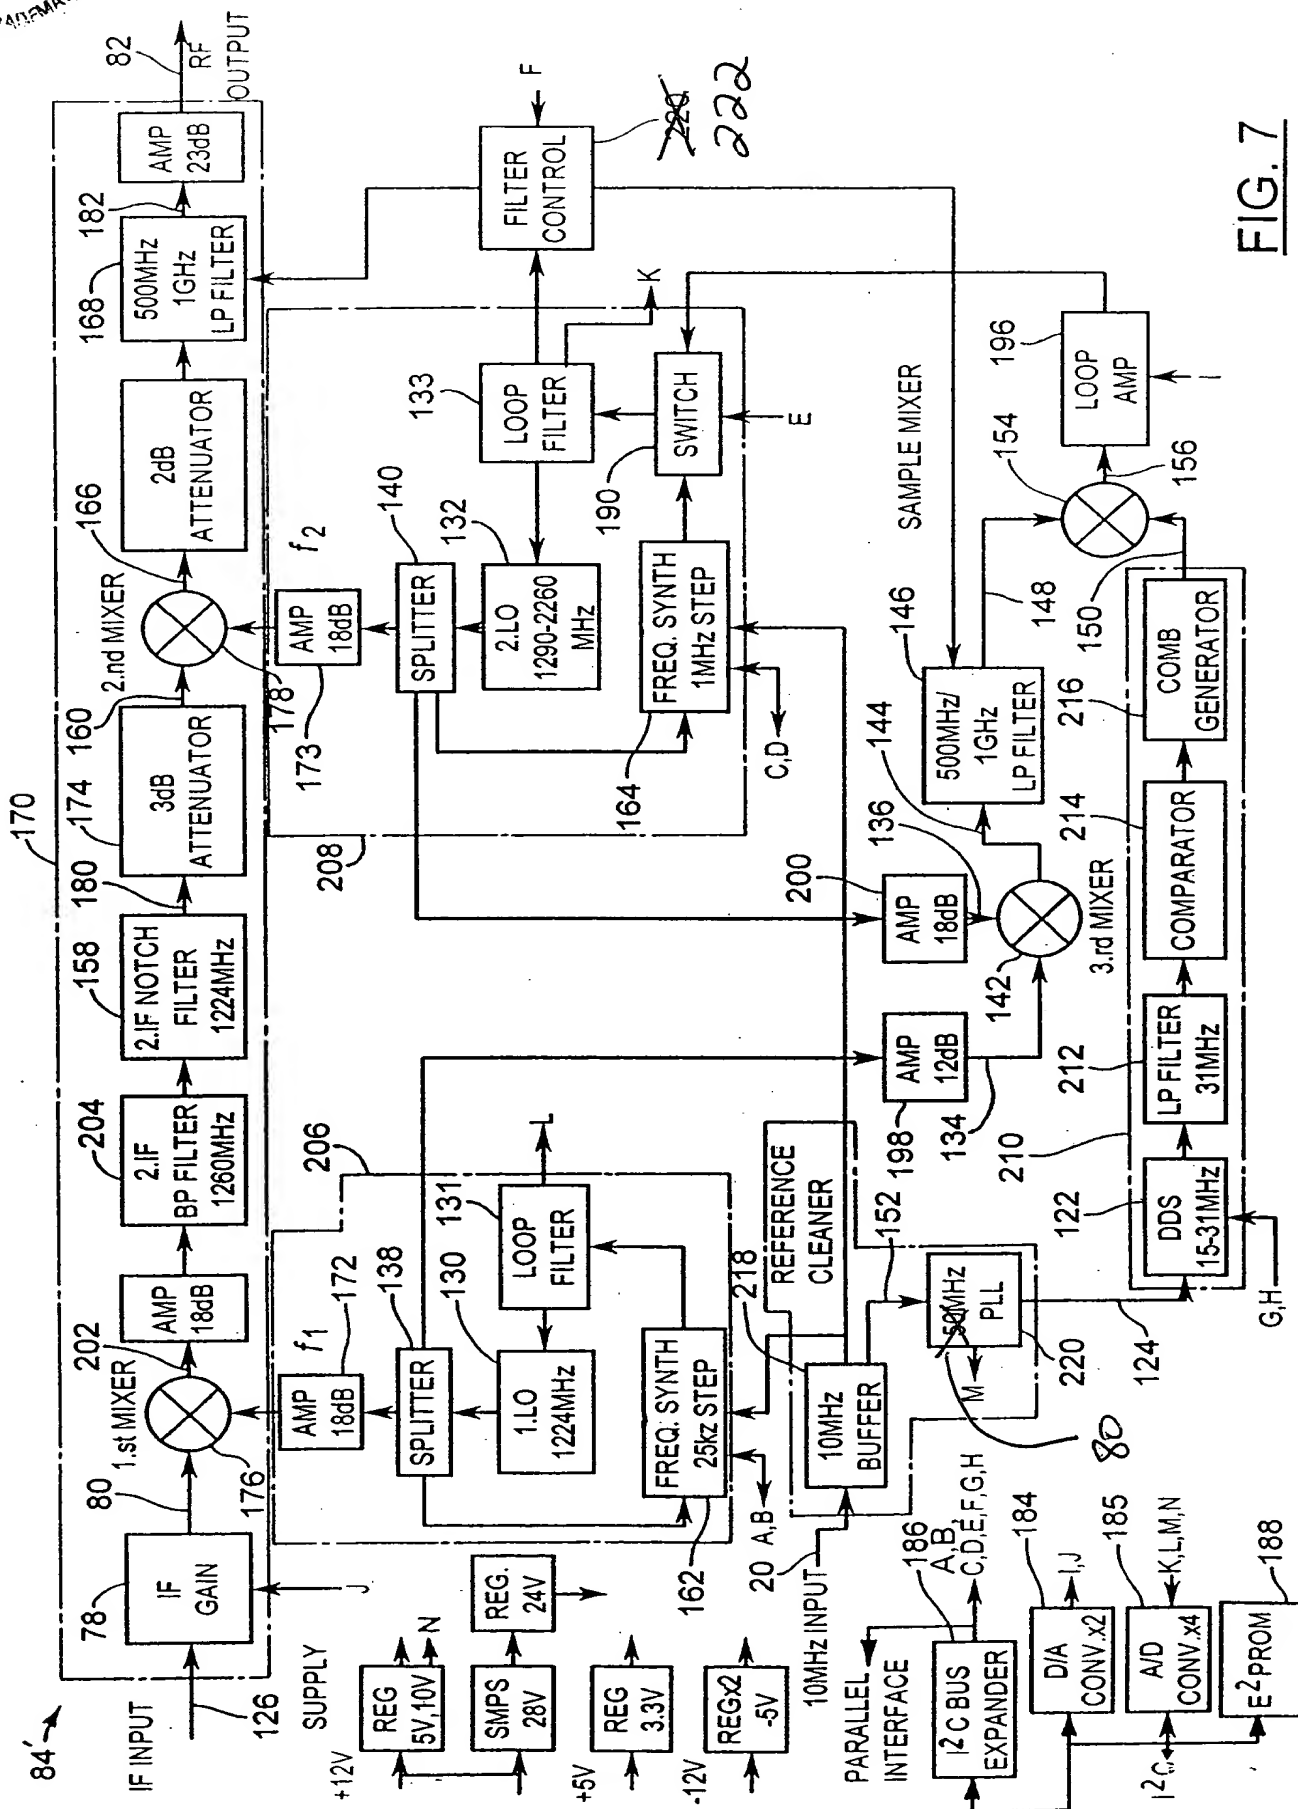 84'
IF INPUT
126
78
IF
GAIN
J
80
1.st MIXER
176
202
AMP
18dB
204
2.IF
BP FILTER
1260MHz
158
2.IF NOTCH
FILTER
1224MHz
180
174
3dB
ATTENUATOR
170
160
2.nd MIXER
178
166
2dB
ATTENUATOR
168
500MHz
1GHz
LP FILTER
182
AMP
23dB
82
RF
OUTPUT
f1
AMP
18dB
172
SPLITTER
138
1.LO
1224MHz
130
LOOP
FILTER
131
L
206
FREQ. SYNTH
25kz STEP
162
A,B
208
f2
AMP
18dB
173
SPLITTER
140
2.LO
1290-2260
MHz
132
LOOP
FILTER
133
K
FREQ. SYNTH
1MHz STEP
164
C,D
SWITCH
190
E
FILTER
CONTROL
F
222
SUPPLY
+12V
REG
5V,10V
N
SMPS
28V
REG.
24V
+5V
REG
3.3V
-12V
REGx2
-5V
10MHz INPUT
20
10MHz
BUFFER
218
REFERENCE
CLEANER
152
50MHz
PLL
M
220
80
124
AMP
12dB
198
134
AMP
18dB
200
136
142
3.rd MIXER
144
500MHz/
1GHz
LP FILTER
146
SAMPLE MIXER
148
150
154
156
LOOP
AMP
196
I
210
DDS
15-31MHz
122
G,H
LP FILTER
31MHz
212
COMPARATOR
214
COMB
GENERATOR
216
PARALLEL
INTERFACE
I2C BUS
EXPANDER
186
A,B,
C,D,E,F,G,H
D/A
CONV.x2
184
I,J
I2C
A/D
CONV.x4
185
K,L,M,N
E2PROM
188
FIG. 7